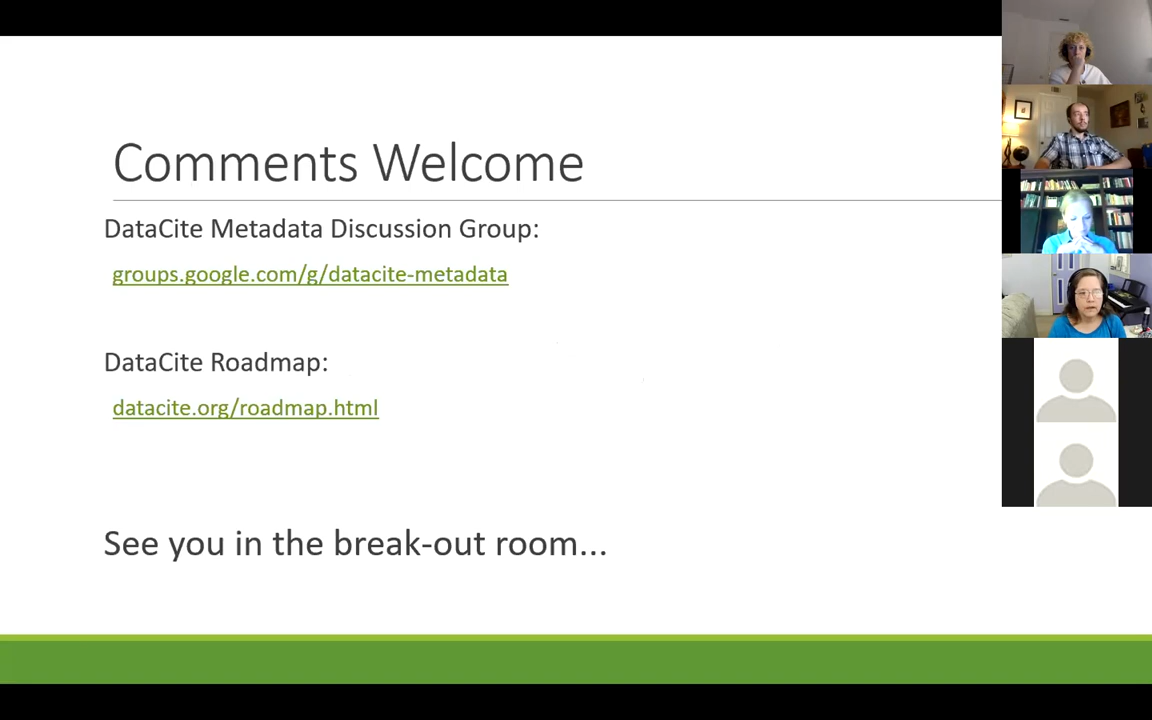 Comments Welcome
DataCite Metadata Discussion Group:
groups.google.com/g/datacite-metadata
DataCite Roadmap:
datacite.org/roadmap.html
See you in the break-out room...